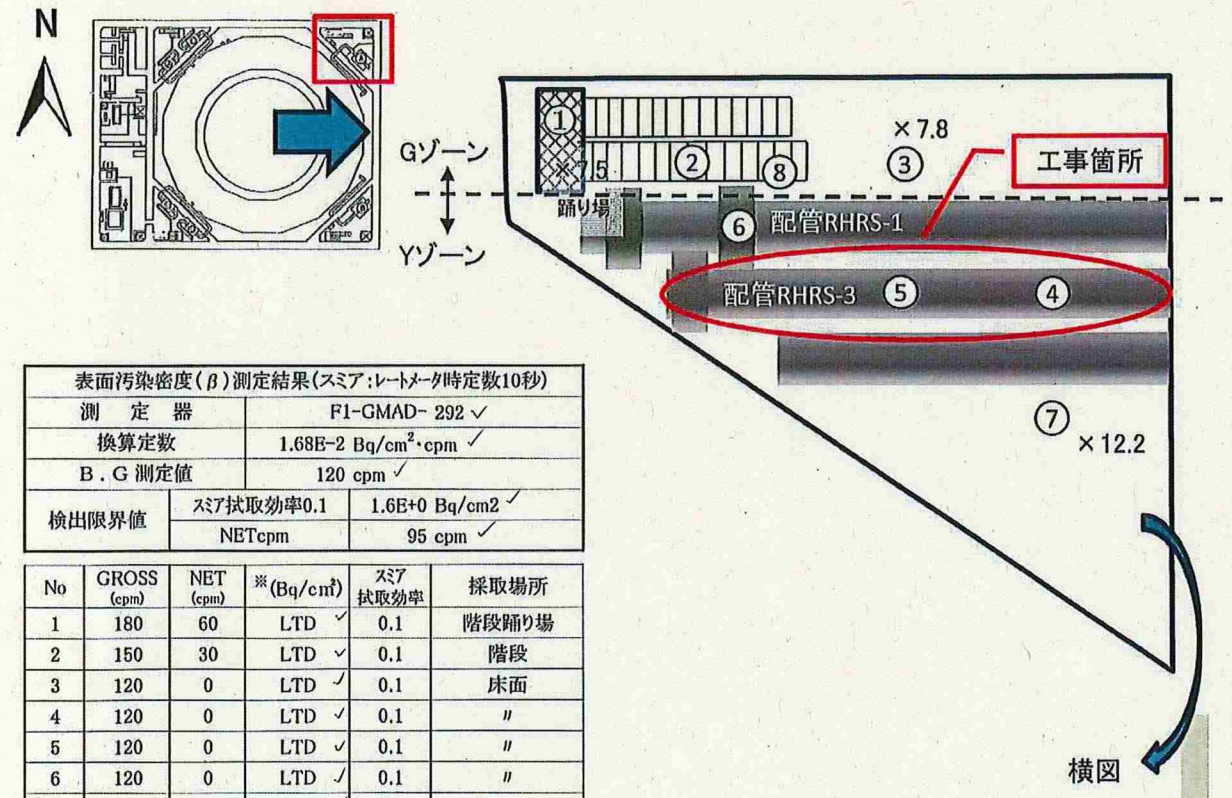 N
Gゾーン
Yゾーン
①
× 7.5
踊り場
②
⑧
× 7.8
③
工事箇所
⑥ 配管RHRS-1
配管RHRS-3 ⑤ ④
⑦
× 12.2
横図
表面汚染密度(β)測定結果(スミア:レートメータ時定数10秒)
測 定 器 F1-GMAD- 292 ✓
換算定数 1.68E-2 Bq/cm²・cpm ✓
B.G 測定値 120 cpm ✓
検出限界値 スミア拭取効率0.1 1.6E+0 Bq/cm2 ✓
NETcpm 95 cpm ✓
No GROSS (cpm) NET (cpm) ※(Bq/cm²) スミア拭取効率 採取場所
1 180 60 LTD ✓ 0.1 階段踊り場
2 150 30 LTD ✓ 0.1 階段
3 120 0 LTD ✓ 0.1 床面
4 120 0 LTD ✓ 0.1 〃
5 120 0 LTD ✓ 0.1 〃
6 120 0 LTD ✓ 0.1 〃